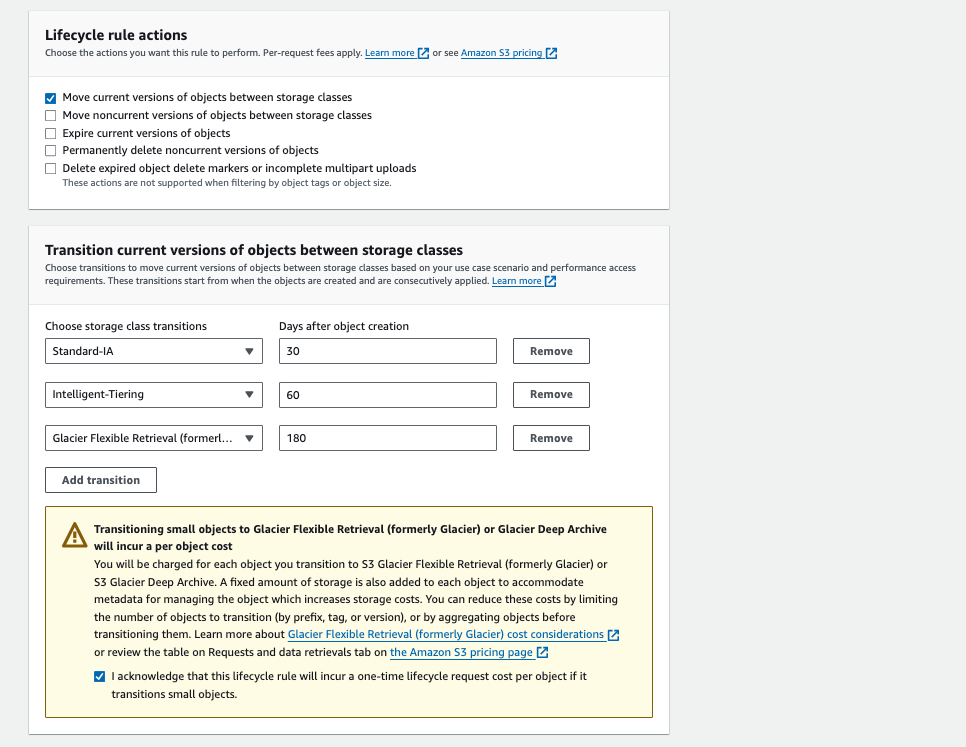 Lifecycle rule actions
Choose the actions you want this rule to perform. Per-request fees apply. Learn more or see Amazon S3 pricing
Move current versions of objects between storage classes
Move noncurrent versions of objects between storage classes
Expire current versions of objects
Permanently delete noncurrent versions of objects
Delete expired object delete markers or incomplete multipart uploads
These actions are not supported when filtering by object tags or object size.
Transition current versions of objects between storage classes
Choose transitions to move current versions of objects between storage classes based on your use case scenario and performance access
requirements. These transitions start from when the objects are created and are consecutively applied. Learn more
Choose storage class transitions Days after object creation
Standard-IA 30 Remove
Intelligent-Tiering 60 Remove
Glacier Flexible Retrieval (formerl... 180 Remove
Add transition
Transitioning small objects to Glacier Flexible Retrieval (formerly Glacier) or Glacier Deep Archive
will incur a per object cost
You will be charged for each object you transition to S3 Glacier Flexible Retrieval (formerly Glacier) or
S3 Glacier Deep Archive. A fixed amount of storage is also added to each object to accommodate
metadata for managing the object which increases storage costs. You can reduce these costs by limiting
the number of objects to transition (by prefix, tag, or version), or by aggregating objects before
transitioning them. Learn more about Glacier Flexible Retrieval (formerly Glacier) cost considerations
or review the table on Requests and data retrievals tab on the Amazon S3 pricing page
I acknowledge that this lifecycle rule will incur a one-time lifecycle request cost per object if it
transitions small objects.